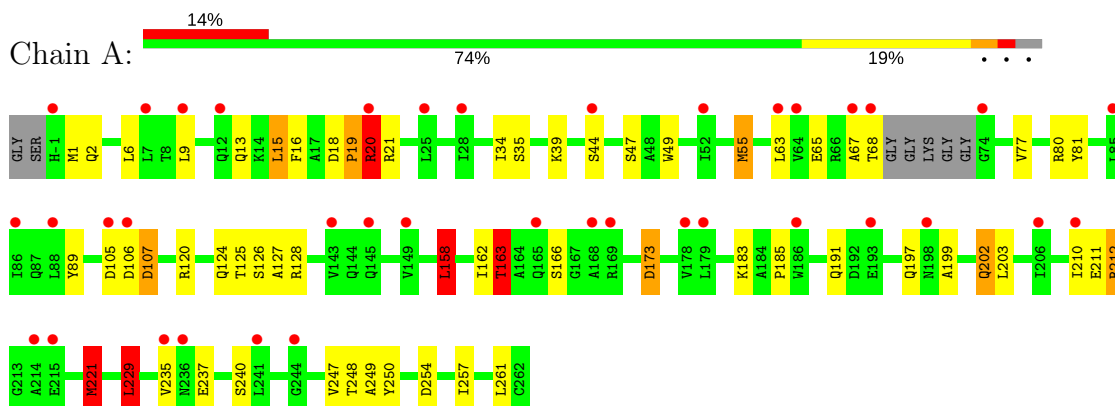 14%
Chain A:
74% 19% . . .
GLY SER H-1 M1 Q2 L6 L7 T8 L9 Q12 Q13 K14 L15 F16 A17 D18 P19 R20 R21 L25 I28 I34 S35 K39 S44 S47 A48 W49 I52 M55 L63 V64 E65 R66 A67 T68 GLY GLY LYS GLY GLY G74 V77 R80 Y81 L85
I86 Q87 L88 Y89 D105 D106 D107 R120 Q124 T125 S126 A127 R128 V143 Q144 Q145 V149 L158 I162 T163 A164 Q165 S166 G167 A168 R169 D173 V178 L179 K183 A184 P185 W186 Q191 D192 E193 Q197 N198 A199 Q202 L203 I206 I210 E211
G213 A214 E215 M221 L229 V235 N236 E237 S240 L241 G244 V247 T248 A249 Y250 D254 I257 L261 C262